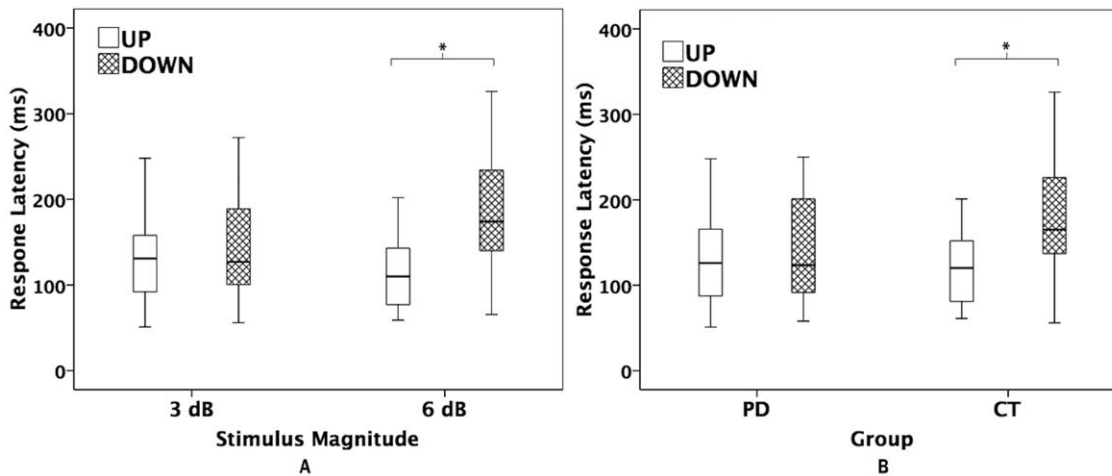 400
300
200
100
0
Respone Latency (ms)
UP
DOWN
*
3 dB
6 dB
Stimulus Magnitude
A
400
300
200
100
0
Response Latency (ms)
UP
DOWN
*
PD
CT
Group
B